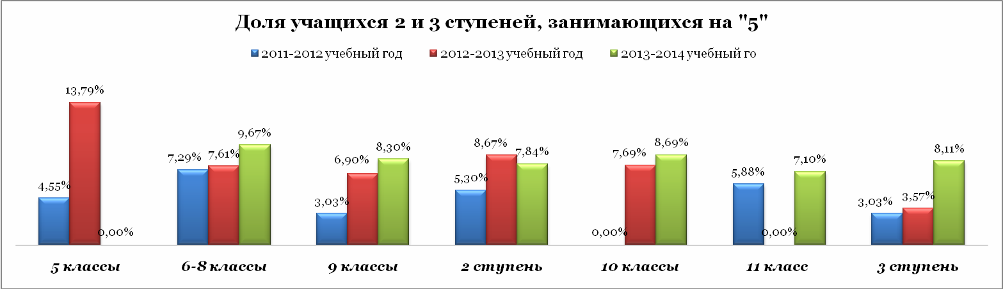 Доля учащихся 2 и 3 ступеней, занимающихся на "5"
2011-2012 учебный год 2012-2013 учебный год 2013-2014 учебный го
4,55% 13,79% 0,00% 7,29% 7,61% 9,67% 3,03% 6,90% 8,30% 5,30% 8,67% 7,84% 0,00% 7,69% 8,69% 5,88% 0,00% 7,10% 3,03% 3,57% 8,11%
5 классы 6-8 классы 9 классы 2 ступень 10 классы 11 класс 3 ступень